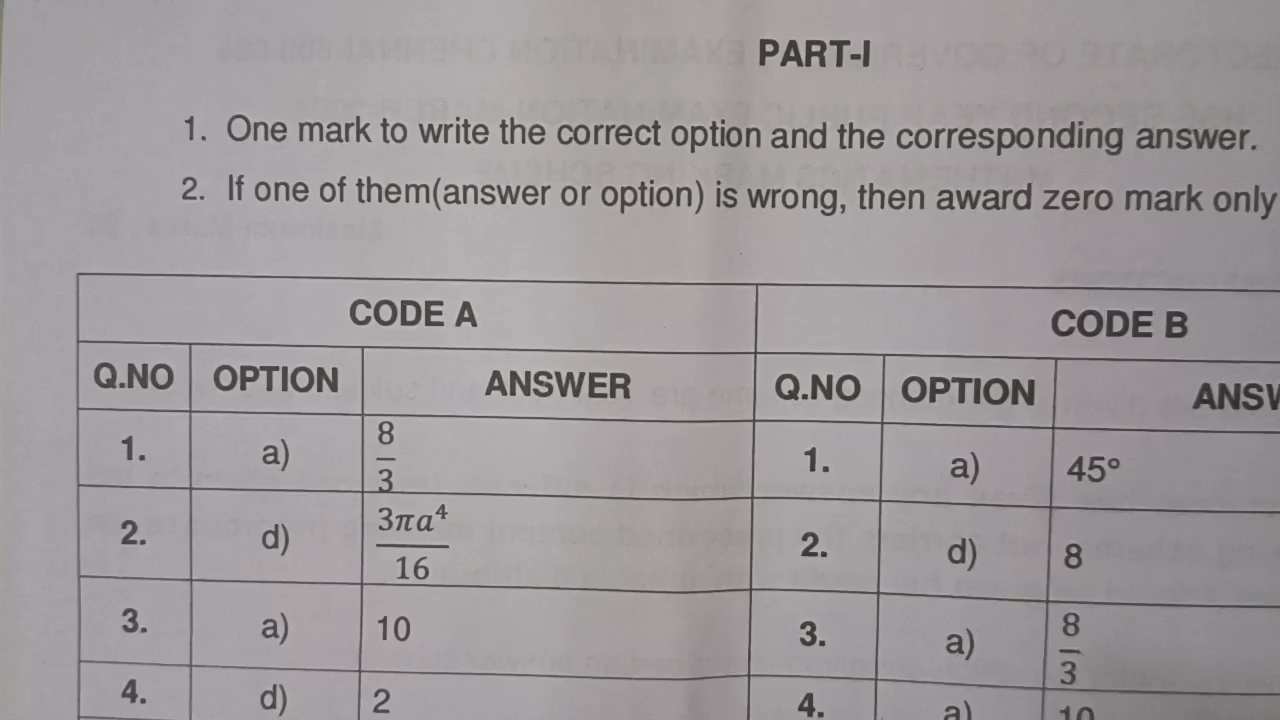 PART-I
1. One mark to write the correct option and the corresponding answer.
2. If one of them(answer or option) is wrong, then award zero mark only
CODE A CODE B
Q.NO OPTION ANSWER Q.NO OPTION
1. a) 8/3 1. a) 45°
2. d) 3πa⁴/16 2. d) 8
3. a) 10 3. a) 8/3
4. d) 2 4. a) 10